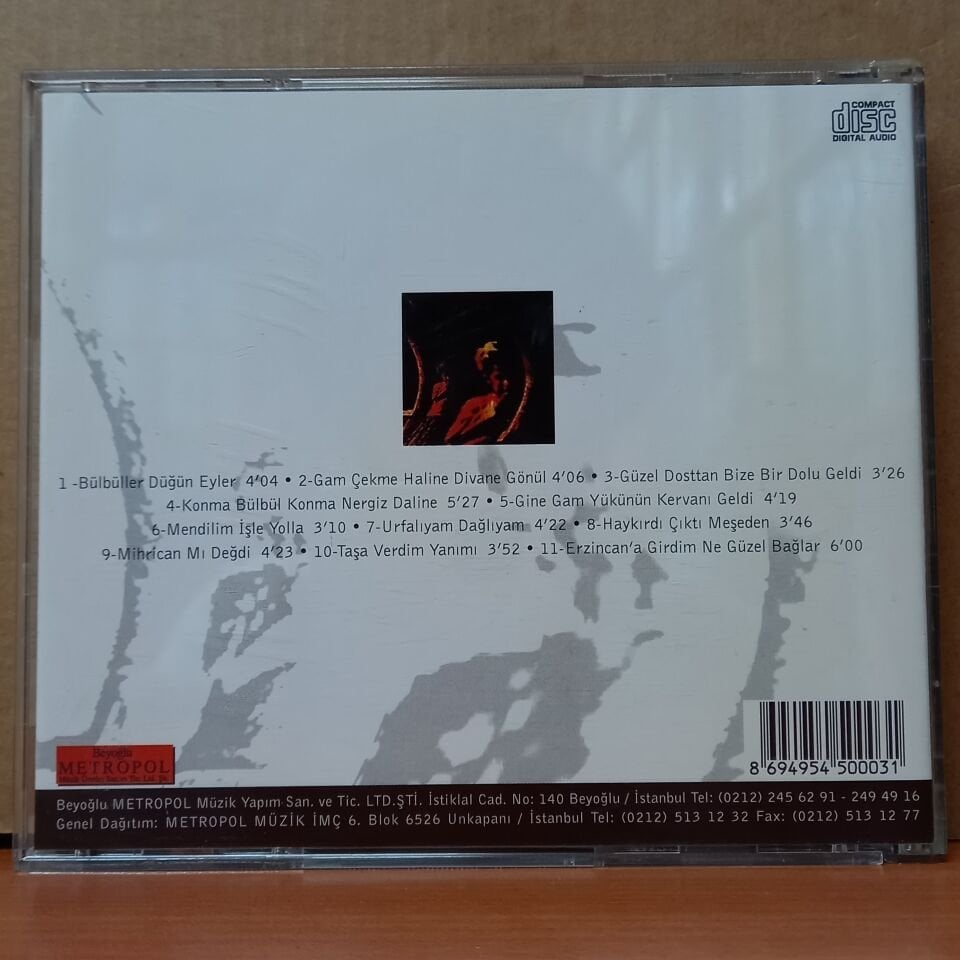 COMPACT
disc
DIGITAL AUDIO
1 -Bülbüller Düğün Eyler 4'04 • 2-Gam Çekme Haline Divane Gönül 4'06 • 3-Güzel Dosttan Bize Bir Dolu Geldi 3'26
4-Konma Bülbül Konma Nergiz Daline 5'27 • 5-Gine Gam Yükünün Kervanı Geldi 4'19
6-Mendilim İşle Yolla 3'10 • 7-Urfalıyam Dağlıyam 4'22 • 8-Haykırdı Çıktı Meşeden 3'46
9-Mihrican Mı Değdi 4'23 • 10-Taşa Verdim Yanımı 3'52 • 11-Erzincan'a Girdim Ne Güzel Bağlar 6'00
Beyoğlu
METROPOL
8 694954 500031
Beyoğlu METROPOL Müzik Yapım San. ve Tic. LTD.ŞTİ. İstiklal Cad. No: 140 Beyoğlu / İstanbul Tel: (0212) 245 62 91 - 249 49 16
Genel Dağıtım: METROPOL MÜZİK İMÇ 6. Blok 6526 Unkapanı / İstanbul Tel: (0212) 513 12 32 Fax: (0212) 513 12 77